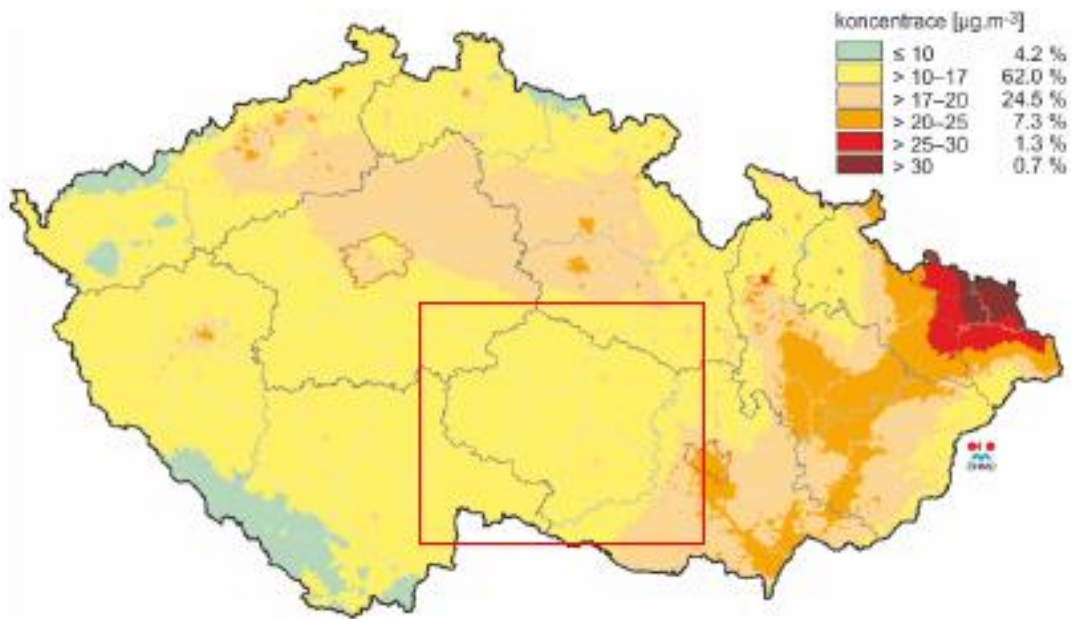 koncentrace [µg.m⁻³]
≤ 10 4.2 %
> 10–17 62.0 %
> 17–20 24.5 %
> 20–25 7.3 %
> 25–30 1.3 %
> 30 0.7 %